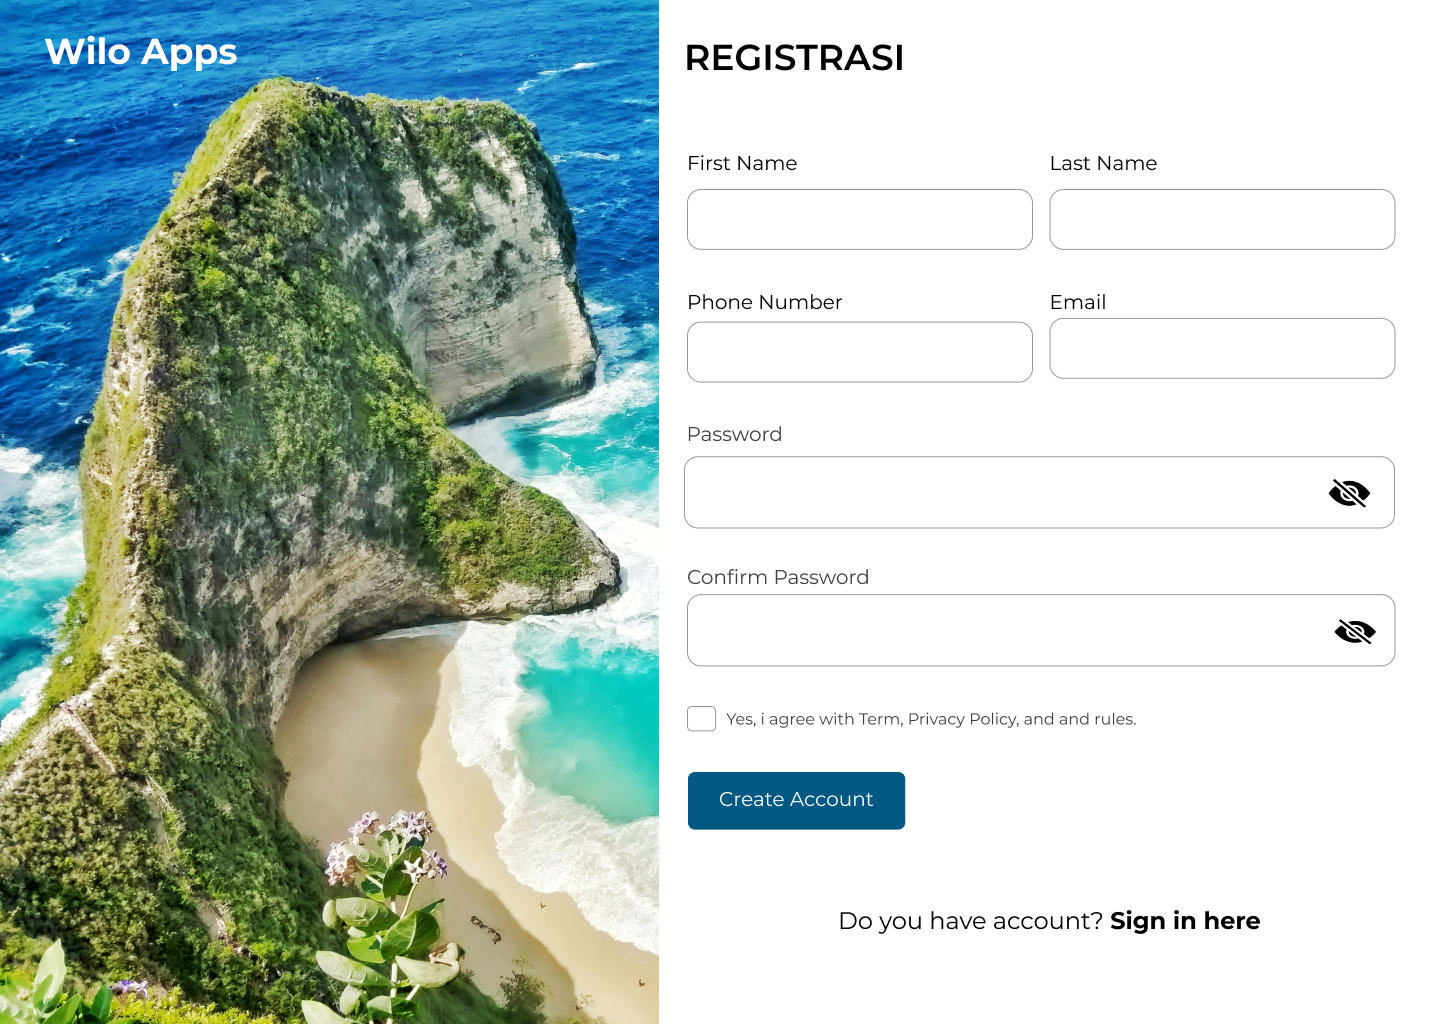 Wilo Apps
REGISTRASI
First Name
Last Name
Phone Number
Email
Password
Confirm Password
Yes, i agree with Term, Privacy Policy, and and rules.
Create Account
Do you have account? Sign in here